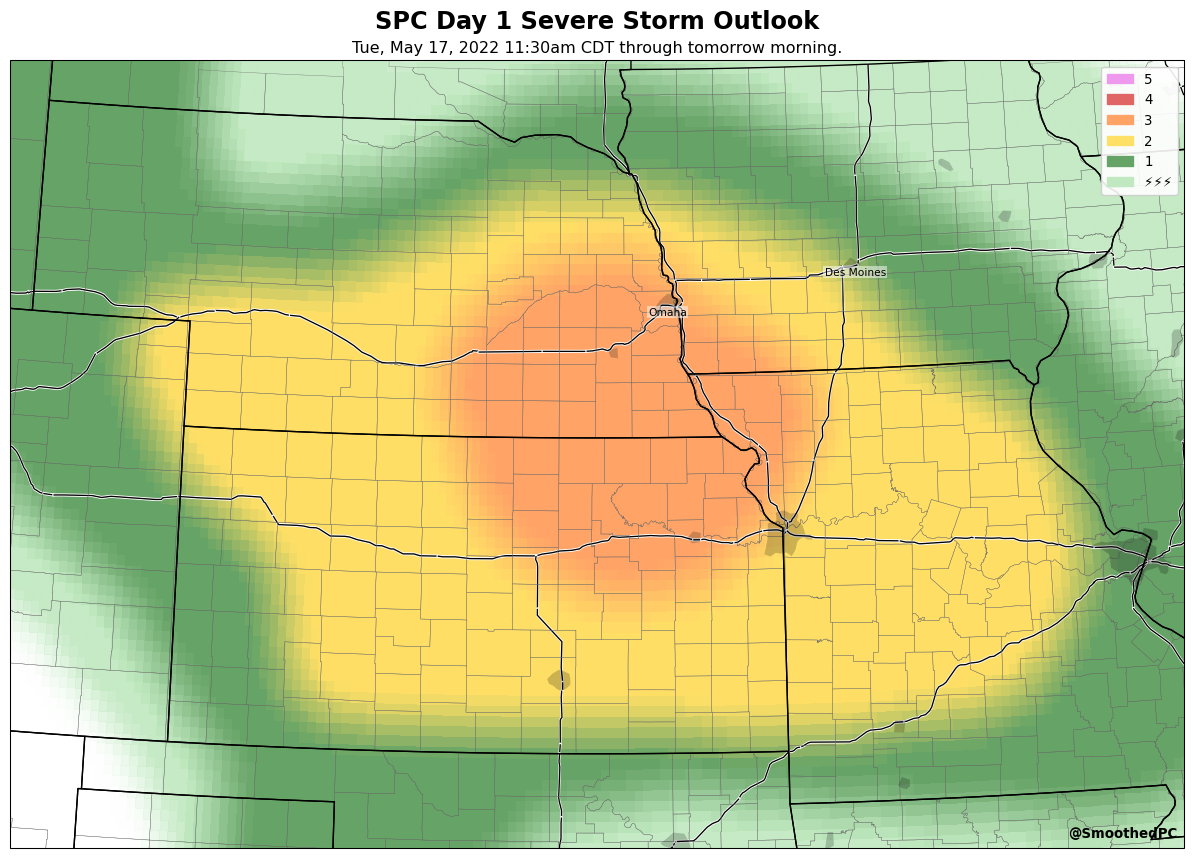 SPC Day 1 Severe Storm Outlook
Tue, May 17, 2022 11:30am CDT through tomorrow morning.
5
4
3
2
1
⚡⚡⚡
Des Moines
Omaha
@SmoothedPC